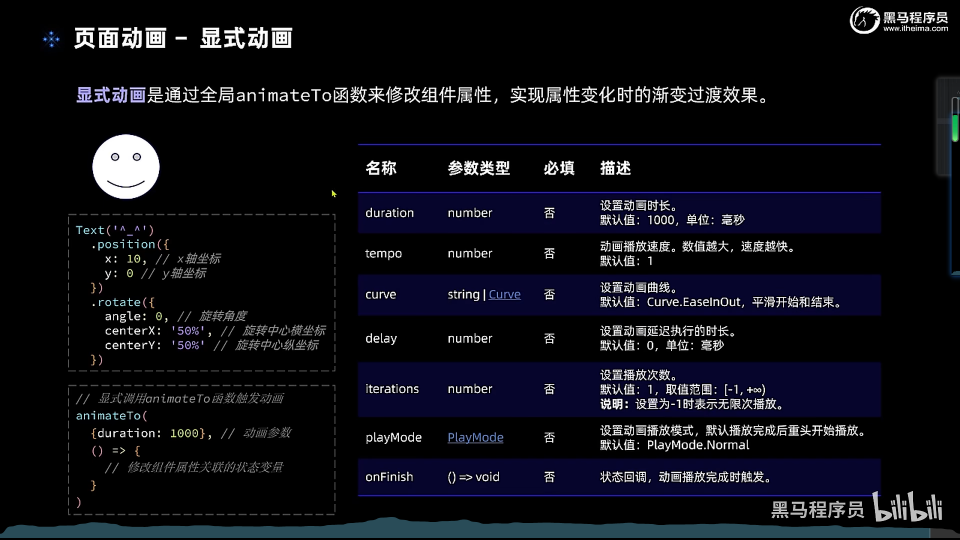 黑马程序员
www.itheima.com
页面动画 - 显式动画
显式动画是通过全局animateTo函数来修改组件属性，实现属性变化时的渐变过渡效果。
Text('^_^')
.position({
x: 10, // x轴坐标
y: 0 // y轴坐标
})
.rotate({
angle: 0, // 旋转角度
centerX: '50%', // 旋转中心横坐标
centerY: '50%' // 旋转中心纵坐标
})
// 显式调用animateTo函数触发动画
animateTo(
{duration: 1000}, // 动画参数
() => {
// 修改组件属性关联的状态变量
}
)
名称 参数类型 必填 描述
duration number 否 设置动画时长。
默认值：1000，单位：毫秒
tempo number 否 动画播放速度。数值越大，速度越快。
默认值：1
curve string | Curve 否 设置动画曲线。
默认值：Curve.EaseInOut，平滑开始和结束。
delay number 否 设置动画延迟执行的时长。
默认值：0，单位：毫秒
iterations number 否 设置播放次数。
默认值：1，取值范围：[-1, +∞)
说明：设置为-1时表示无限次播放。
playMode PlayMode 否 设置动画播放模式，默认播放完成后重头开始播放。
默认值：PlayMode.Normal
onFinish () => void 否 状态回调，动画播放完成时触发。
黑马程序员 bilibili